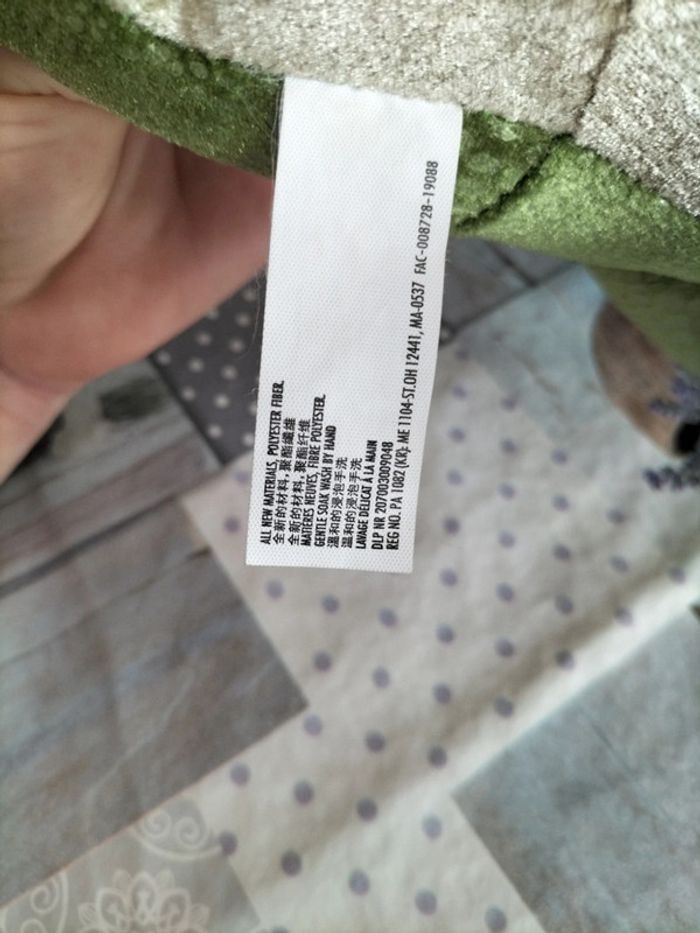 ALL NEW MATERIALS, POLYESTER FIBER.
全新的材料,聚酯纖維
全新的材料,聚酯纤维
MATIÈRES NEUVES, FIBRE POLYESTER.
GENTLE SOAK WASH BY HAND
溫和的浸泡手洗
温和的浸泡手洗
LAVAGE DÉLICAT À LA MAIN
DLP NR 207003009048
REG NO. PA 1082 (KR); ME 1104-ST.OH 12441, MA-0537 FAC-008728-19088